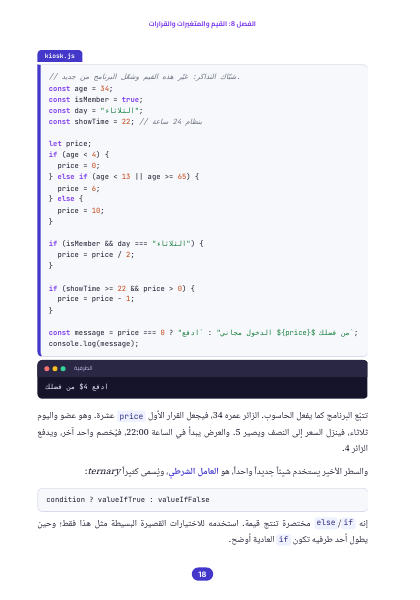 الفصل 8: القيم والمتغيرات والقرارات
kiosk.js
// شبّاك التذاكر: غيّر هذه القيم وشغّل البرنامج من جديد.
const age = 34;
const isMember = true;
const day = "الثلاثاء";
const showTime = 22; // بنظام 24 ساعة
let price;
if (age < 4) {
  price = 0;
} else if (age < 13 || age >= 65) {
  price = 6;
} else {
  price = 10;
}
if (isMember && day === "الثلاثاء") {
  price = price / 2;
}
if (showTime >= 22 && price > 0) {
  price = price - 1;
}
const message = price === 0 ? "الدخول مجاني" : `ادفع ${price}$ من فضلك`;
console.log(message);
الطرفية
ادفع 4$ من فضلك
تتبّع البرنامج كما يفعل الحاسوب. الزائر عمره 34، فيجعل القرار الأول price عشرة. وهو عضو واليوم
ثلاثاء، فينزل السعر إلى النصف ويصير 5. والعرض يبدأ في الساعة 22:00، فيُخصم واحد آخر، ويدفع
الزائر 4.
والسطر الأخير يستخدم شيئًا جديدًا واحدًا، هو العامل الشرطي، ويُسمى كثيرًا ternary:
condition ? valueIfTrue : valueIfFalse
إنه if / else مختصرة تنتج قيمة. استخدمه للاختيارات القصيرة البسيطة مثل هذا فقط؛ وحين
يطول أحد طرفيه تكون if العادية أوضح.
18